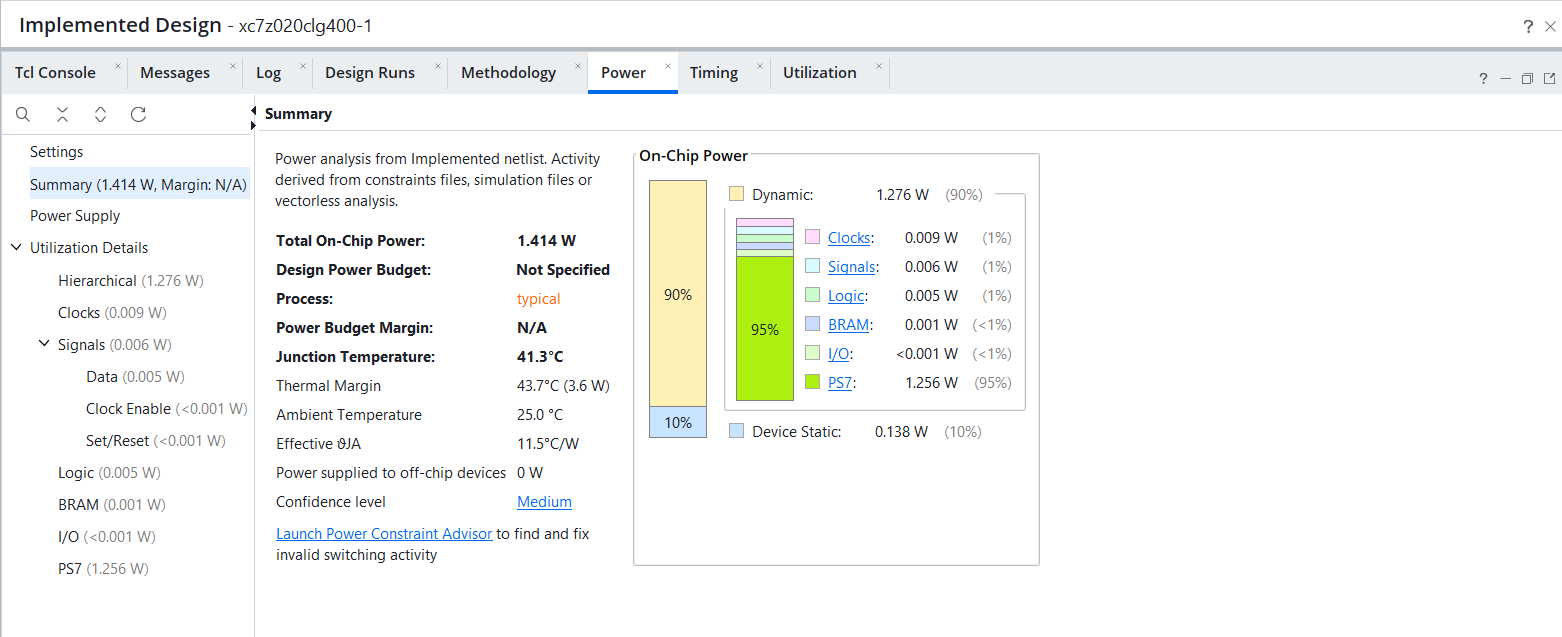 Implemented Design - xc7z020clg400-1
? ×
Tcl Console × Messages × Log × Design Runs × Methodology × Power × Timing × Utilization ×
?
Summary
Settings
Summary (1.414 W, Margin: N/A)
Power Supply
Utilization Details
Hierarchical (1.276 W)
Clocks (0.009 W)
Signals (0.006 W)
Data (0.005 W)
Clock Enable (<0.001 W)
Set/Reset (<0.001 W)
Logic (0.005 W)
BRAM (0.001 W)
I/O (<0.001 W)
PS7 (1.256 W)
Power analysis from Implemented netlist. Activity
derived from constraints files, simulation files or
vectorless analysis.
Total On-Chip Power: 1.414 W
Design Power Budget: Not Specified
Process: typical
Power Budget Margin: N/A
Junction Temperature: 41.3°C
Thermal Margin 43.7°C (3.6 W)
Ambient Temperature 25.0 °C
Effective ϑJA 11.5°C/W
Power supplied to off-chip devices 0 W
Confidence level Medium
Launch Power Constraint Advisor to find and fix
invalid switching activity
On-Chip Power
90%
10%
Dynamic: 1.276 W (90%)
95%
Clocks: 0.009 W (1%)
Signals: 0.006 W (1%)
Logic: 0.005 W (1%)
BRAM: 0.001 W (<1%)
I/O: <0.001 W (<1%)
PS7: 1.256 W (95%)
Device Static: 0.138 W (10%)